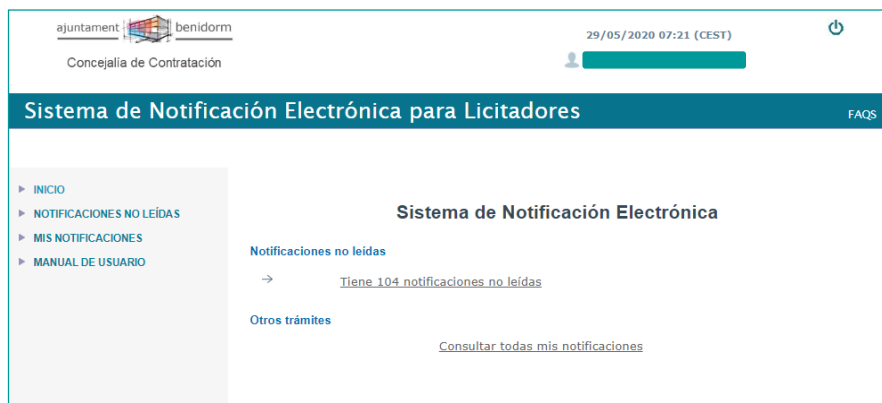 ajuntament benidorm
Concejalía de Contratación
29/05/2020 07:21 (CEST)
Sistema de Notificación Electrónica para Licitadores
FAQS
INICIO
NOTIFICACIONES NO LEÍDAS
MIS NOTIFICACIONES
MANUAL DE USUARIO
Sistema de Notificación Electrónica
Notificaciones no leidas
Tiene 104 notificaciones no leídas
Otros trámites
Consultar todas mis notificaciones